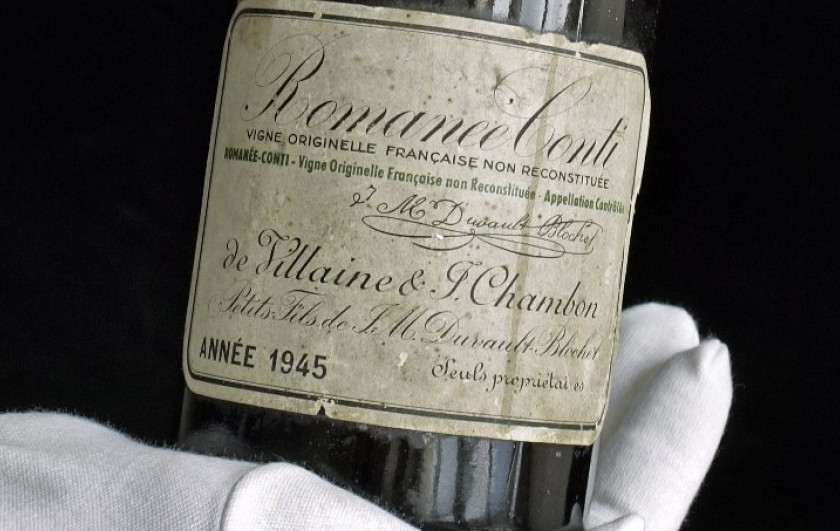 Romanée Conti
VIGNE ORIGINELLE FRANÇAISE NON RECONSTITUÉE
ROMANÉE-CONTI - Vigne Originelle Française non Reconstituée - Appellation Contrôlée
J. Mie Duvault Blochet
de Villaine & J. Chambon
Petits-Fils de J. M. Duvault-Blochet
ANNÉE 1945
Seuls propriétaires